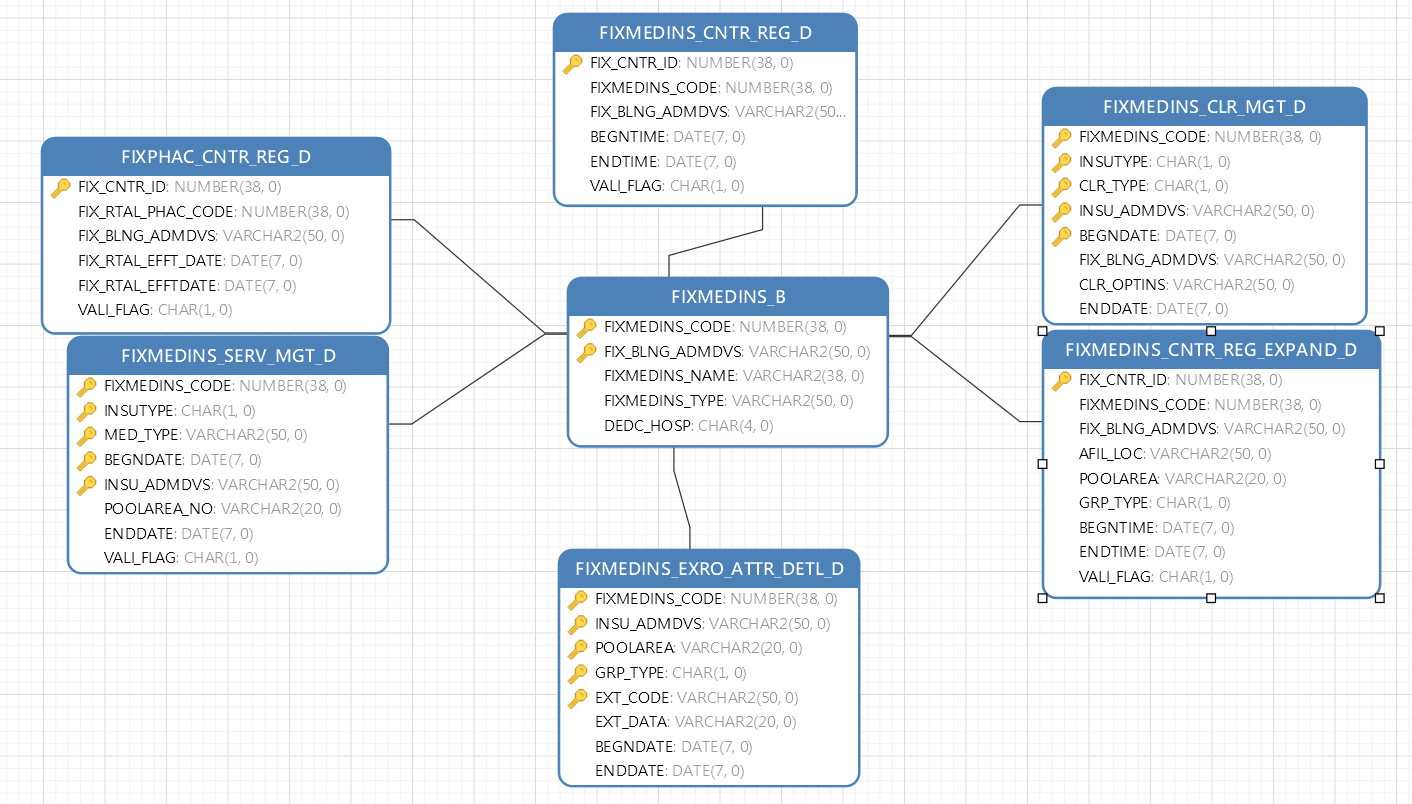 FIXMEDINS_CNTR_REG_D
FIX_CNTR_ID: NUMBER(38, 0)
FIXMEDINS_CODE: NUMBER(38, 0)
FIX_BLNG_ADMDVS: VARCHAR2(50...
BEGNTIME: DATE(7, 0)
ENDTIME: DATE(7, 0)
VALI_FLAG: CHAR(1, 0)
FIXPHAC_CNTR_REG_D
FIX_CNTR_ID: NUMBER(38, 0)
FIX_RTAL_PHAC_CODE: NUMBER(38, 0)
FIX_BLNG_ADMDVS: VARCHAR2(50, 0)
FIX_RTAL_EFFT_DATE: DATE(7, 0)
FIX_RTAL_EFFTDATE: DATE(7, 0)
VALI_FLAG: CHAR(1, 0)
FIXMEDINS_SERV_MGT_D
FIXMEDINS_CODE: NUMBER(38, 0)
INSUTYPE: CHAR(1, 0)
MED_TYPE: VARCHAR2(50, 0)
BEGNDATE: DATE(7, 0)
INSU_ADMDVS: VARCHAR2(50, 0)
POOLAREA_NO: VARCHAR2(20, 0)
ENDDATE: DATE(7, 0)
VALI_FLAG: CHAR(1, 0)
FIXMEDINS_B
FIXMEDINS_CODE: NUMBER(38, 0)
FIX_BLNG_ADMDVS: VARCHAR2(50, 0)
FIXMEDINS_NAME: VARCHAR2(38, 0)
FIXMEDINS_TYPE: VARCHAR2(50, 0)
DEDC_HOSP: CHAR(4, 0)
FIXMEDINS_EXRO_ATTR_DETL_D
FIXMEDINS_CODE: NUMBER(38, 0)
INSU_ADMDVS: VARCHAR2(50, 0)
POOLAREA: VARCHAR2(20, 0)
GRP_TYPE: CHAR(1, 0)
EXT_CODE: VARCHAR2(50, 0)
EXT_DATA: VARCHAR2(20, 0)
BEGNDATE: DATE(7, 0)
ENDDATE: DATE(7, 0)
FIXMEDINS_CLR_MGT_D
FIXMEDINS_CODE: NUMBER(38, 0)
INSUTYPE: CHAR(1, 0)
CLR_TYPE: CHAR(1, 0)
INSU_ADMDVS: VARCHAR2(50, 0)
BEGNDATE: DATE(7, 0)
FIX_BLNG_ADMDVS: VARCHAR2(50, 0)
CLR_OPTINS: VARCHAR2(50, 0)
ENDDATE: DATE(7, 0)
FIXMEDINS_CNTR_REG_EXPAND_D
FIX_CNTR_ID: NUMBER(38, 0)
FIXMEDINS_CODE: NUMBER(38, 0)
FIX_BLNG_ADMDVS: VARCHAR2(50, 0)
AFIL_LOC: VARCHAR2(50, 0)
POOLAREA: VARCHAR2(20, 0)
GRP_TYPE: CHAR(1, 0)
BEGNTIME: DATE(7, 0)
ENDTIME: DATE(7, 0)
VALI_FLAG: CHAR(1, 0)